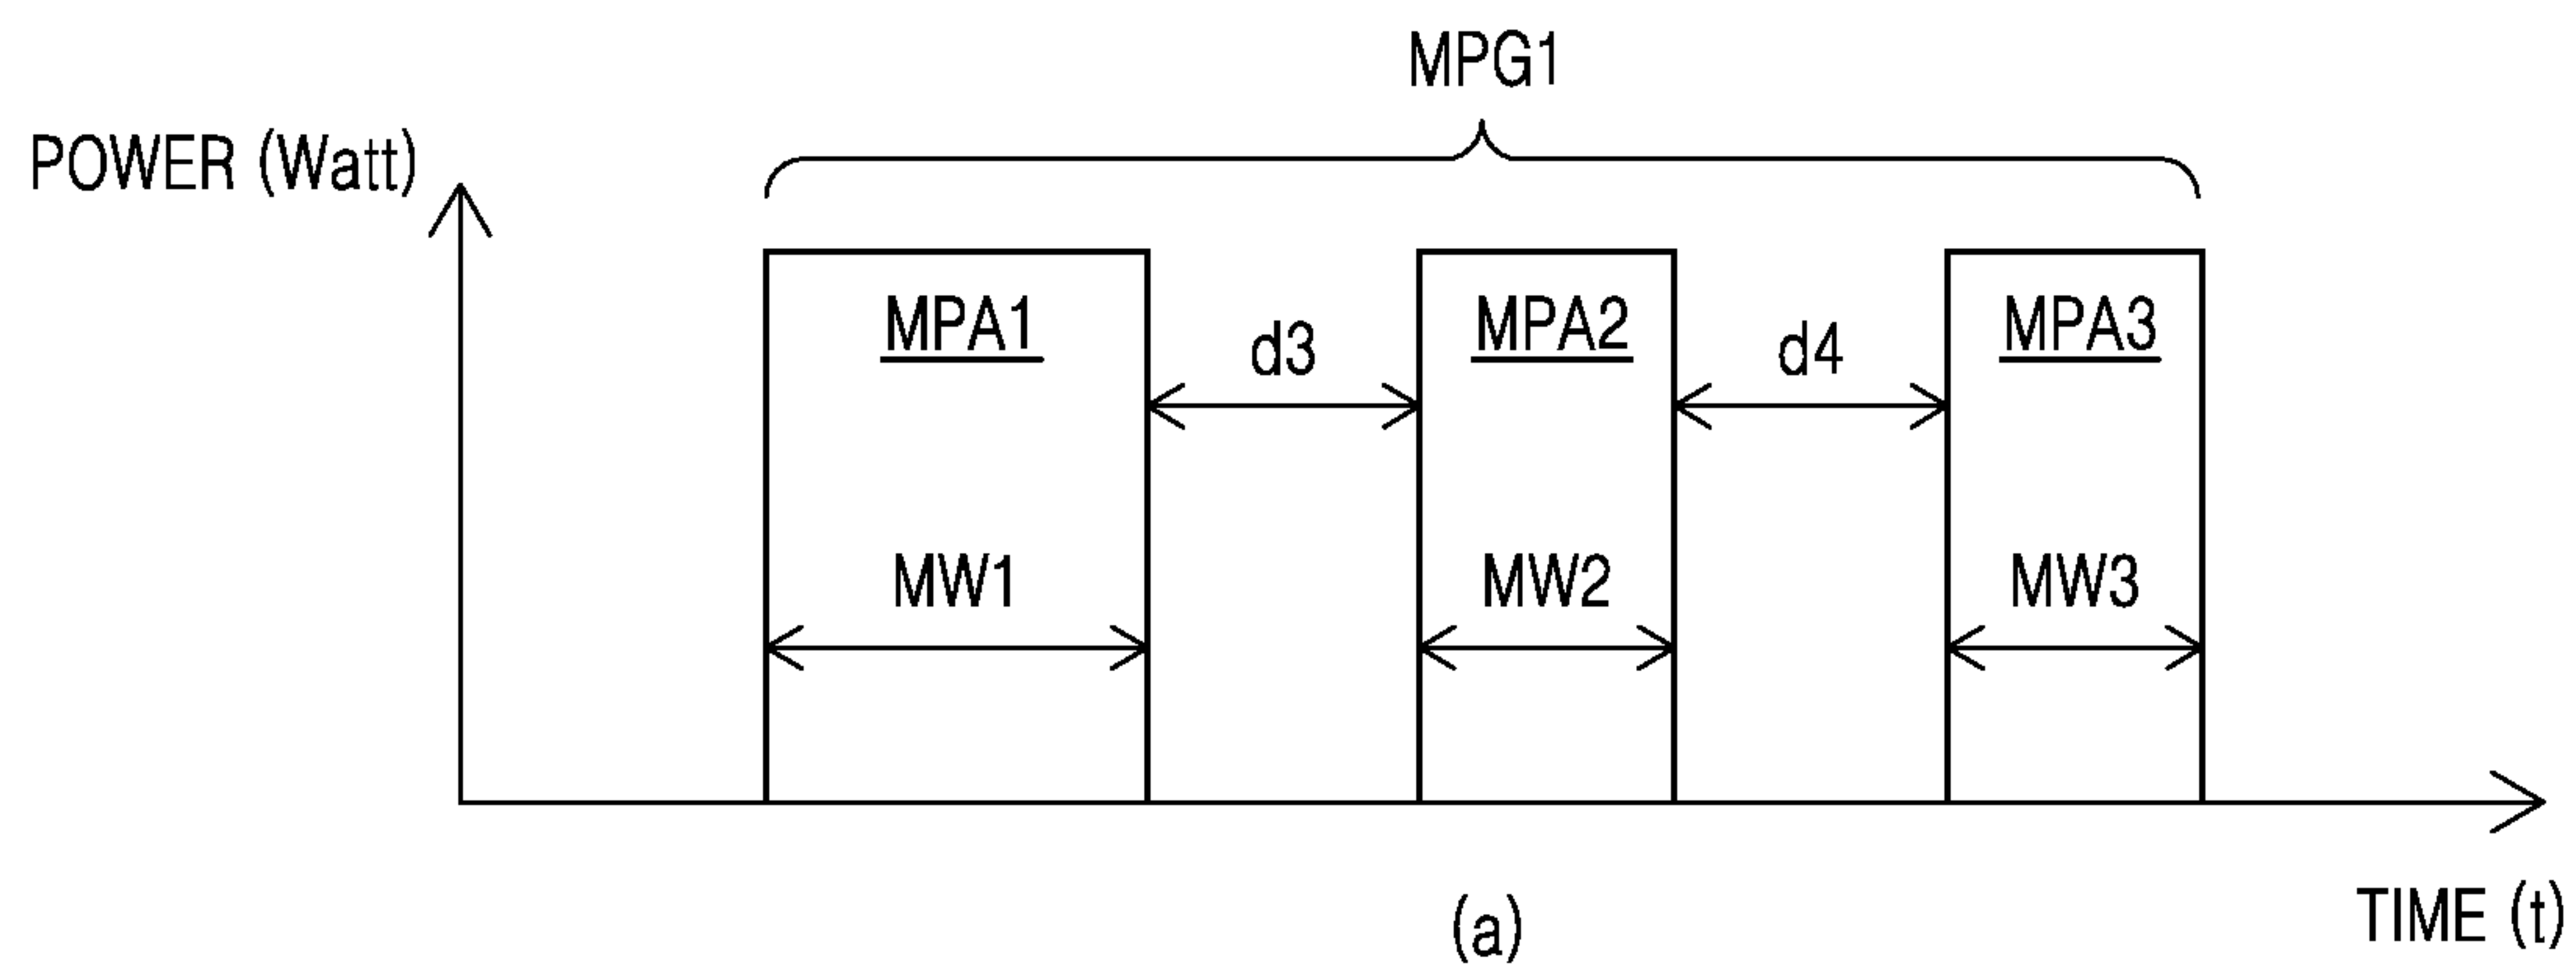 MPG1
POWER (Watt)
MPA1
d3
MPA2
d4
MPA3
MW1
MW2
MW3
TIME (t)
(a)